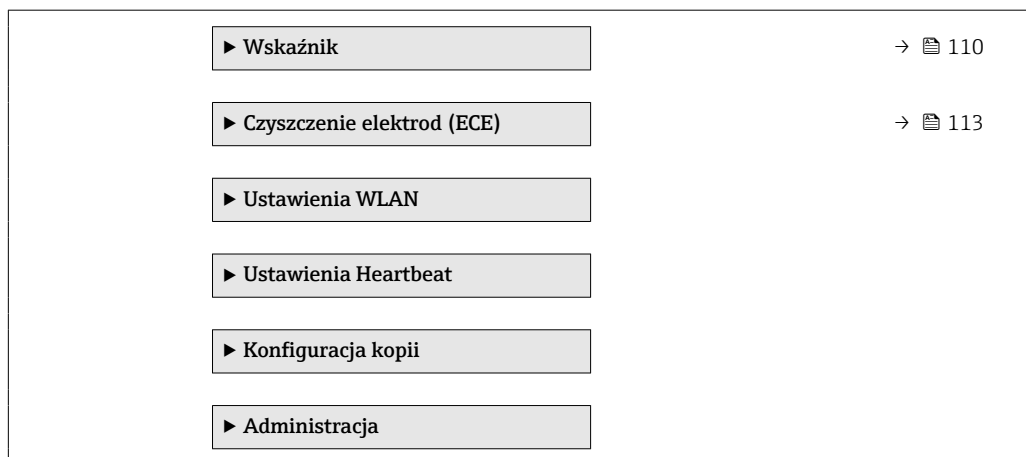 ▶ Wskaźnik → 110
▶ Czyszczenie elektrod (ECE) → 113
▶ Ustawienia WLAN
▶ Ustawienia Heartbeat
▶ Konfiguracja kopii
▶ Administracja